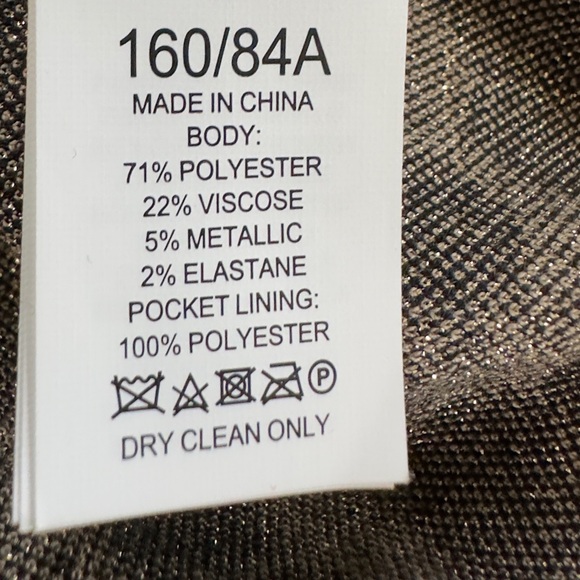 160/84A
MADE IN CHINA
BODY:
71% POLYESTER
22% VISCOSE
5% METALLIC
2% ELASTANE
POCKET LINING:
100% POLYESTER
P
DRY CLEAN ONLY